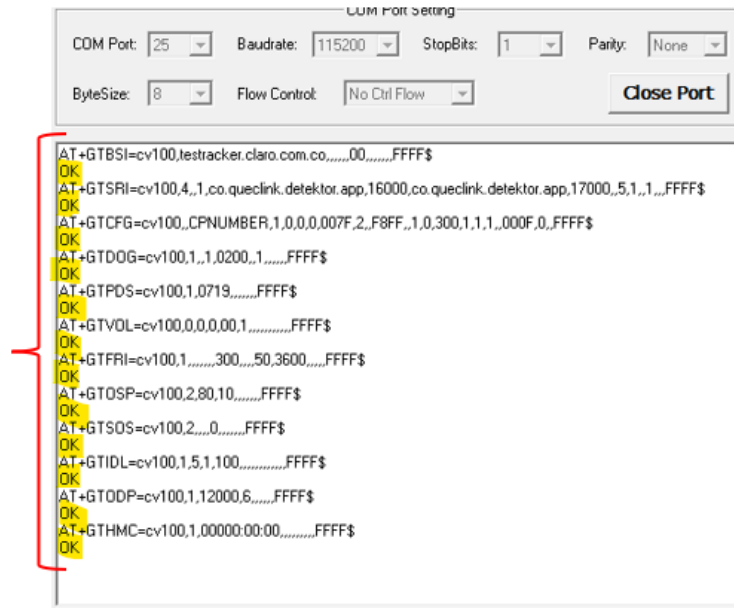 COM Port Setting
COM Port: 25 Baudrate: 115200 StopBits: 1 Parity: None
ByteSize: 8 Flow Control: No Ctrl Flow Close Port
AT+GTBSI=cv100,testracker.claro.com.co,,,,,,00,,,,,,,FFFF$
OK
AT+GTSRI=cv100,4,,1,co.queclink.detektor.app,16000,co.queclink.detektor.app,17000,,5,1,,1,,,FFFF$
OK
AT+GTCFG=cv100,,CPNUMBER,1,0,0,0,007F,2,,F8FF,,1,0,300,1,1,1,,000F,0,,FFFF$
OK
AT+GTDOG=cv100,1,,1,0200,,1,,,,,,FFFF$
OK
AT+GTPDS=cv100,1,0719,,,,,,,FFFF$
OK
AT+GTVOL=cv100,0,0,0,00,1,,,,,,,,,,,FFFF$
OK
AT+GTFRI=cv100,1,,,,,,,300,,,,50,3600,,,,,FFFF$
OK
AT+GTOSP=cv100,2,80,10,,,,,,,FFFF$
OK
AT+GTSOS=cv100,2,,,,0,,,,,,,FFFF$
OK
AT+GTIDL=cv100,1,5,1,100,,,,,,,,,,,,FFFF$
OK
AT+GTODP=cv100,1,12000,6,,,,,,FFFF$
OK
AT+GTHMC=cv100,1,00000:00:00,,,,,,,,,FFFF$
OK